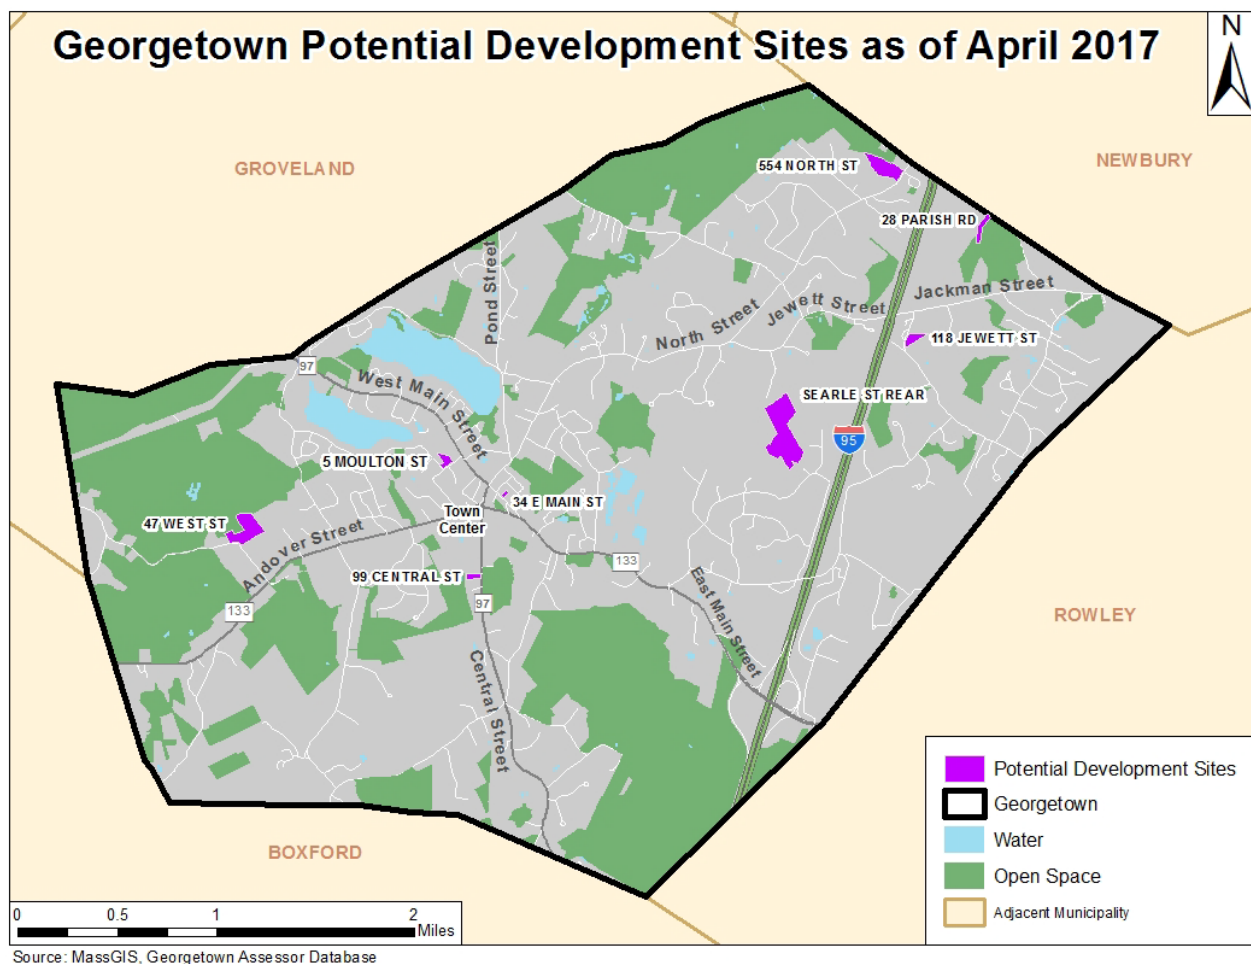 Georgetown Potential Development Sites as of April 2017
N
GROVELAND
NEWBURY
554 NORTH ST
28 PARISH RD
Pond Street
Jackman Street
Jewett Street
North Street
118 JEWETT ST
97
West Main Street
SEARLE ST REAR
95
5 MOULTON ST
34 E MAIN ST
47 WEST ST
Town
Center
Andover Street
133
99 CENTRAL ST
East Main Street
97
133
ROWLEY
Central Street
BOXFORD
Potential Development Sites
Georgetown
Water
Open Space
Adjacent Municipality
0 0.5 1 2
Miles
Source: MassGIS, Georgetown Assessor Database